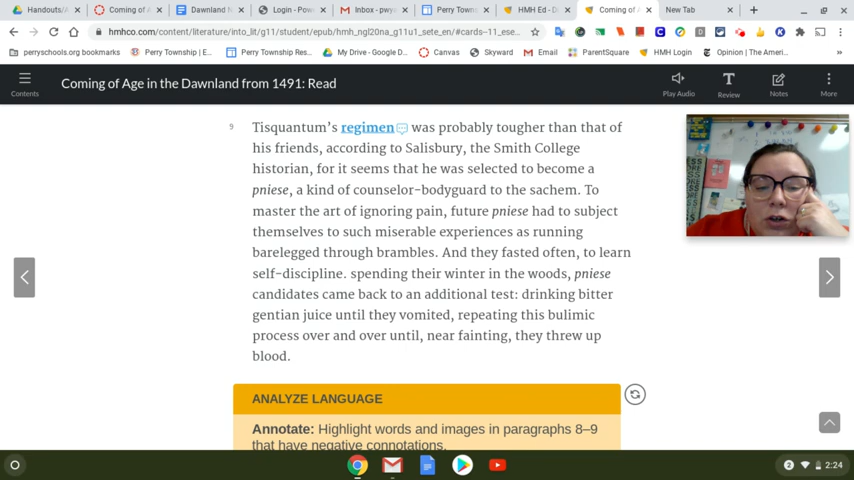 Handouts/A
Coming of A
Dawnland N
Login - Pow
Inbox - pwy
Perry Town
HMH Ed - D
Coming of A
New Tab
hmhco.com/content/literature/into_lit/g11/student/epub/hmh_ngl20na_g11u1_sete_en/#cards--11_ese...
perryschools.org bookmarks
Perry Township | E...
Perry Township Res...
My Drive - Google D...
Canvas
Skyward
Email
ParentSquare
HMH Login
Opinion | The Ameri...
Contents
Coming of Age in the Dawnland from 1491: Read
Play Audio
Review
Notes
More
9
Tisquantum's regimen was probably tougher than that of
his friends, according to Salisbury, the Smith College
historian, for it seems that he was selected to become a
pniese, a kind of counselor-bodyguard to the sachem. To
master the art of ignoring pain, future pniese had to subject
themselves to such miserable experiences as running
barelegged through brambles. And they fasted often, to learn
self-discipline. spending their winter in the woods, pniese
candidates came back to an additional test: drinking bitter
gentian juice until they vomited, repeating this bulimic
process over and over until, near fainting, they threw up
blood.
ANALYZE LANGUAGE
Annotate: Highlight words and images in paragraphs 8–9
that have negative connotations.
2
2:24